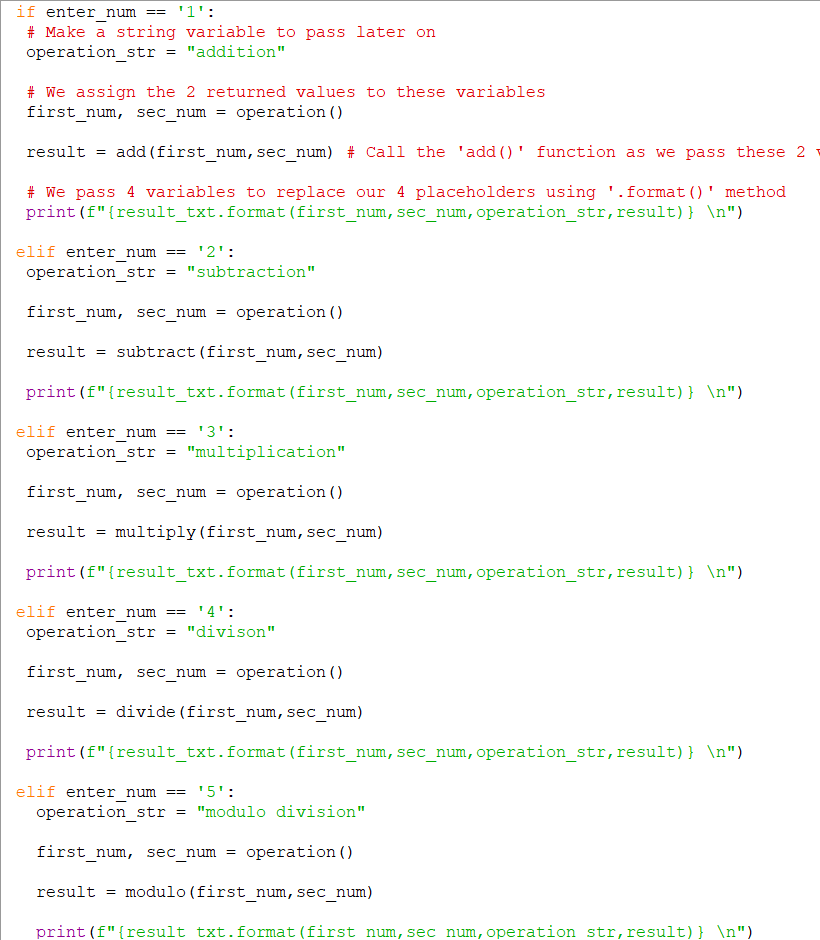 if enter_num == '1':
# Make a string variable to pass later on
operation_str = "addition"
# We assign the 2 returned values to these variables
first_num, sec_num = operation()
result = add(first_num,sec_num) # Call the 'add()' function as we pass these 2
# We pass 4 variables to replace our 4 placeholders using '.format()' method
print(f"{result_txt.format(first_num,sec_num,operation_str,result)} \n")
elif enter_num == '2':
operation_str = "subtraction"
first_num, sec_num = operation()
result = subtract(first_num,sec_num)
print(f"{result_txt.format(first_num,sec_num,operation_str,result)} \n")
elif enter_num == '3':
operation_str = "multiplication"
first_num, sec_num = operation()
result = multiply(first_num,sec_num)
print(f"{result_txt.format(first_num,sec_num,operation_str,result)} \n")
elif enter_num == '4':
operation_str = "divison"
first_num, sec_num = operation()
result = divide(first_num,sec_num)
print(f"{result_txt.format(first_num,sec_num,operation_str,result)} \n")
elif enter_num == '5':
operation_str = "modulo division"
first_num, sec_num = operation()
result = modulo(first_num,sec_num)
print(f"{result_txt.format(first_num,sec_num,operation_str,result)} \n")